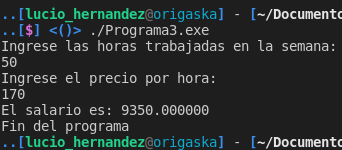 ..[lucio_hernandez@origaska] - [~/Documento
..[$] <()> ./Programa3.exe
Ingrese las horas trabajadas en la semana:
50
Ingrese el precio por hora:
170
El salario es: 9350.000000
Fin del programa
..[lucio_hernandez@origaska] - [~/Documento